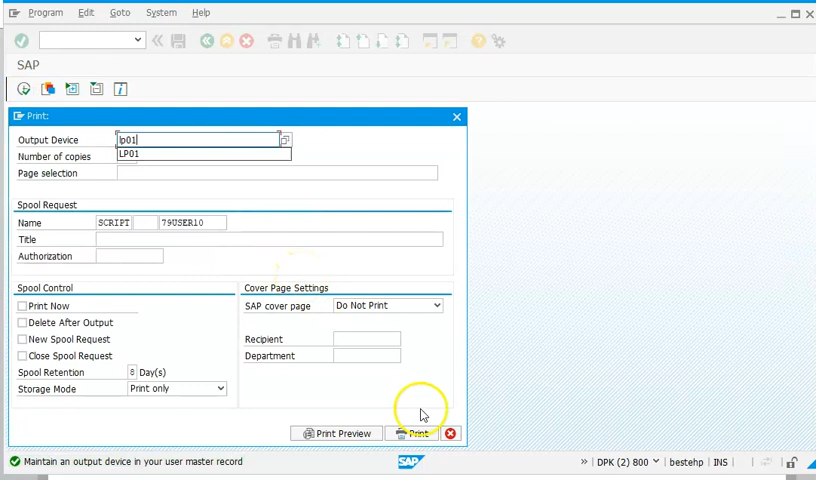 Program Edit Goto System Help
SAP
Print:
Output Device lp01
LP01
Number of copies
Page selection
Spool Request
Name SCRIPT 79USER10
Title
Authorization
Spool Control
Cover Page Settings
Print Now
SAP cover page Do Not Print
Delete After Output
New Spool Request
Recipient
Close Spool Request
Department
Spool Retention 8 Day(s)
Storage Mode Print only
Print Preview Print
Maintain an output device in your user master record SAP » DPK (2) 800 bestehp INS